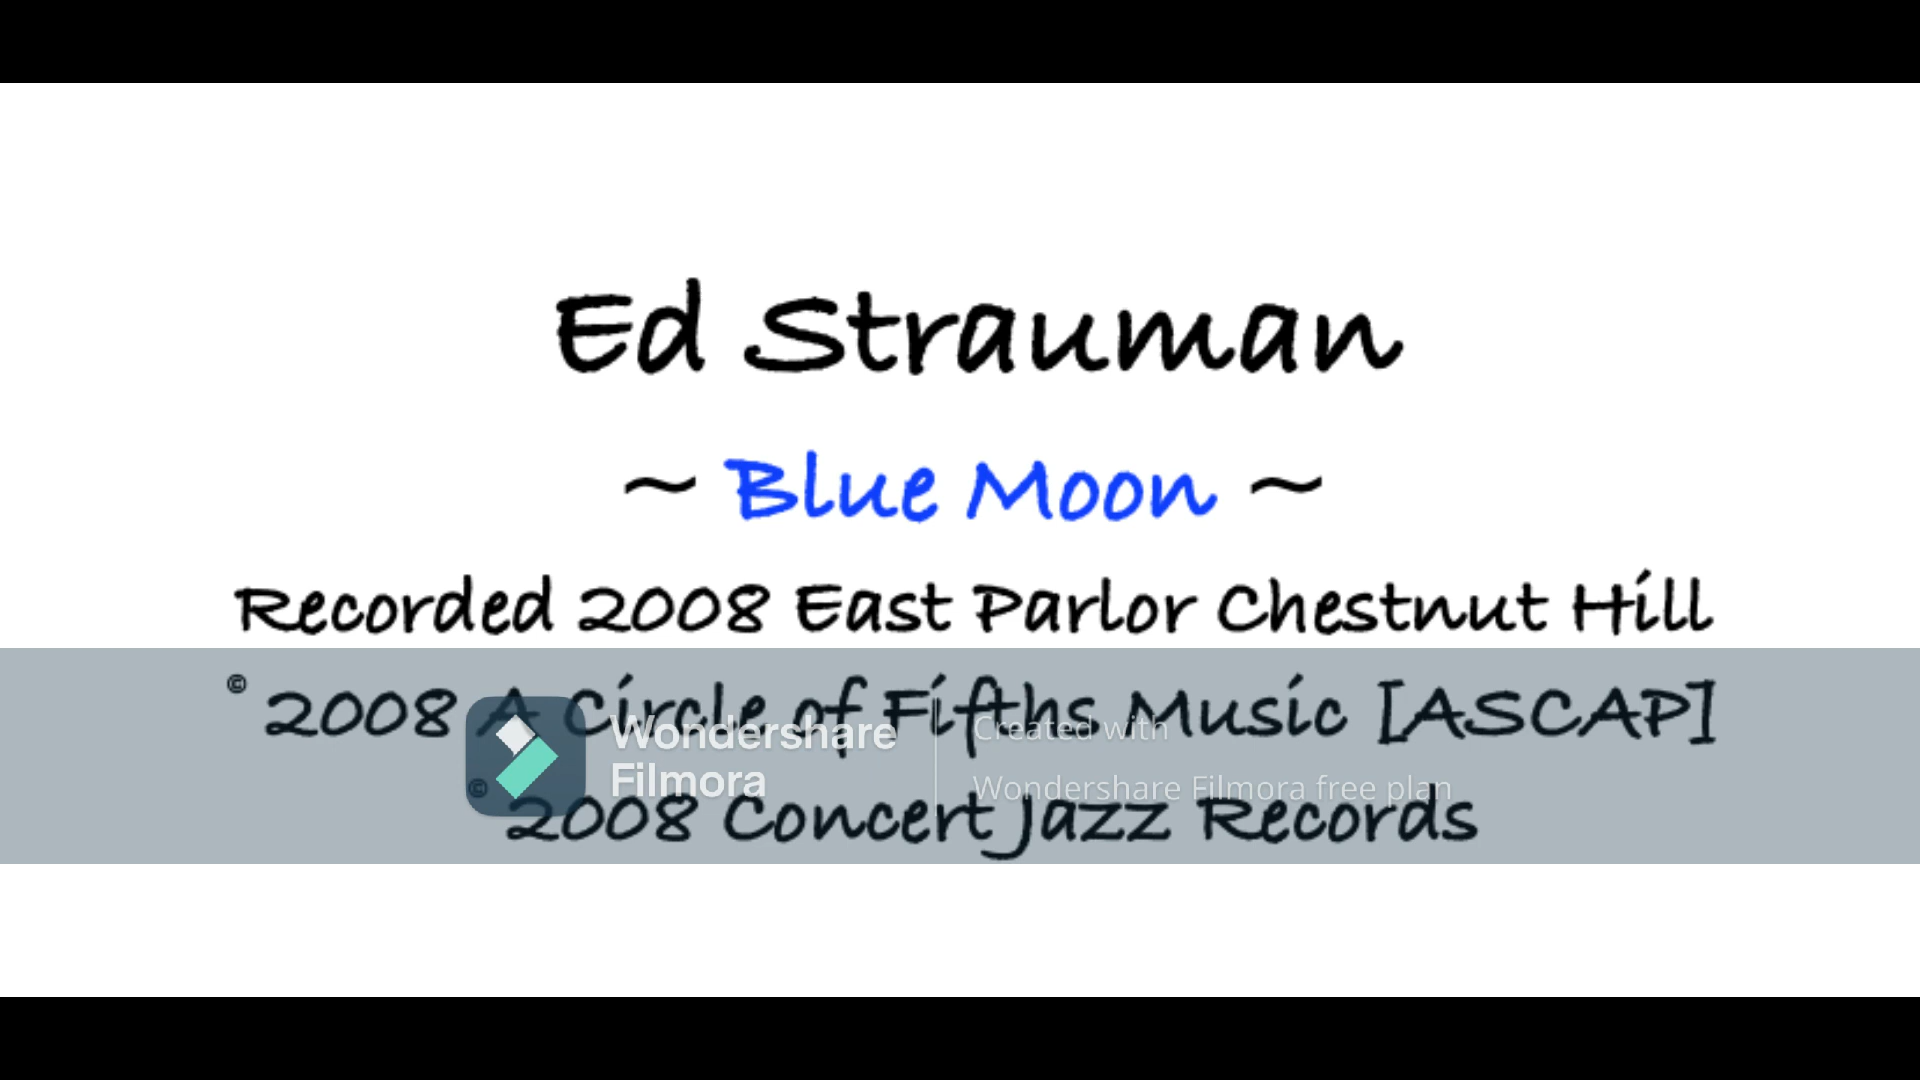 Ed Strauman
~ Blue Moon ~
Recorded 2008 East Parlor Chestnut Hill
© 2008 A Circle of Fifths Music [ASCAP]
© 2008 Concert Jazz Records
Wondershare
Filmora
Created with
Wondershare Filmora free plan